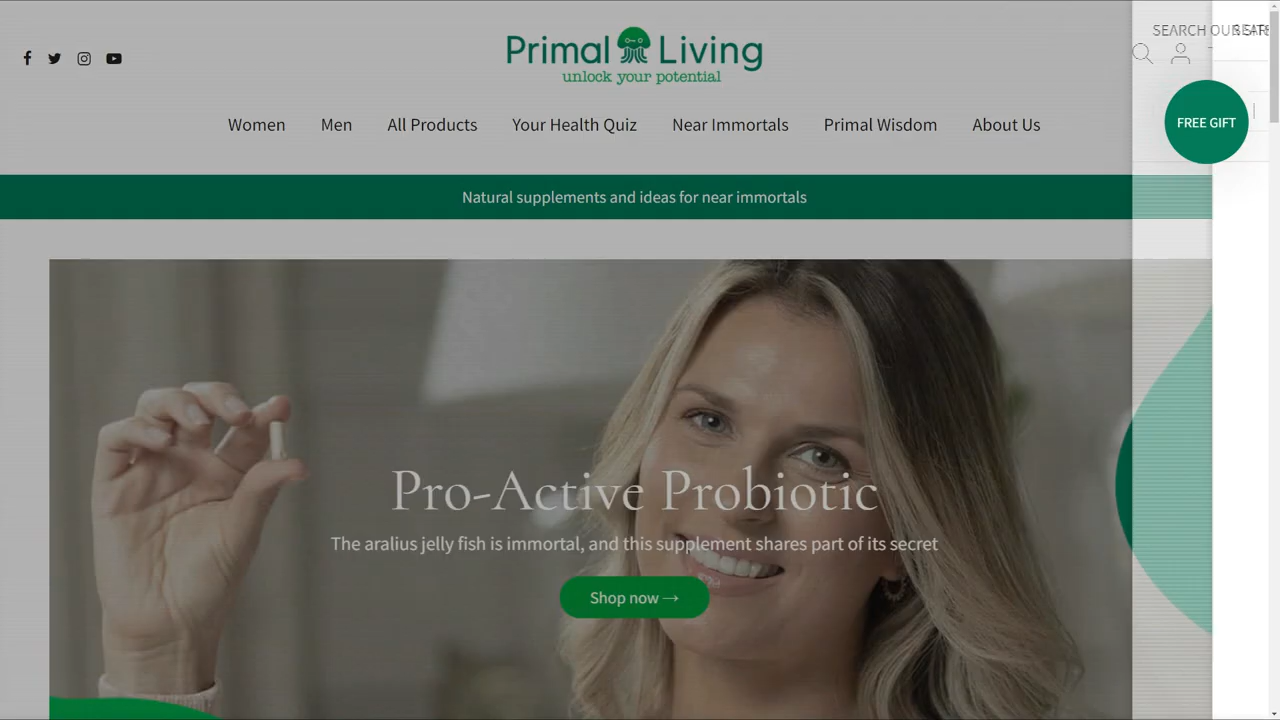 SEARCH OUR
Primal Living
unlock your potential
Women Men All Products Your Health Quiz Near Immortals Primal Wisdom About Us
FREE GIFT
Natural supplements and ideas for near immortals
Pro-Active Probiotic
The aralius jelly fish is immortal, and this supplement shares part of its secret
Shop now →